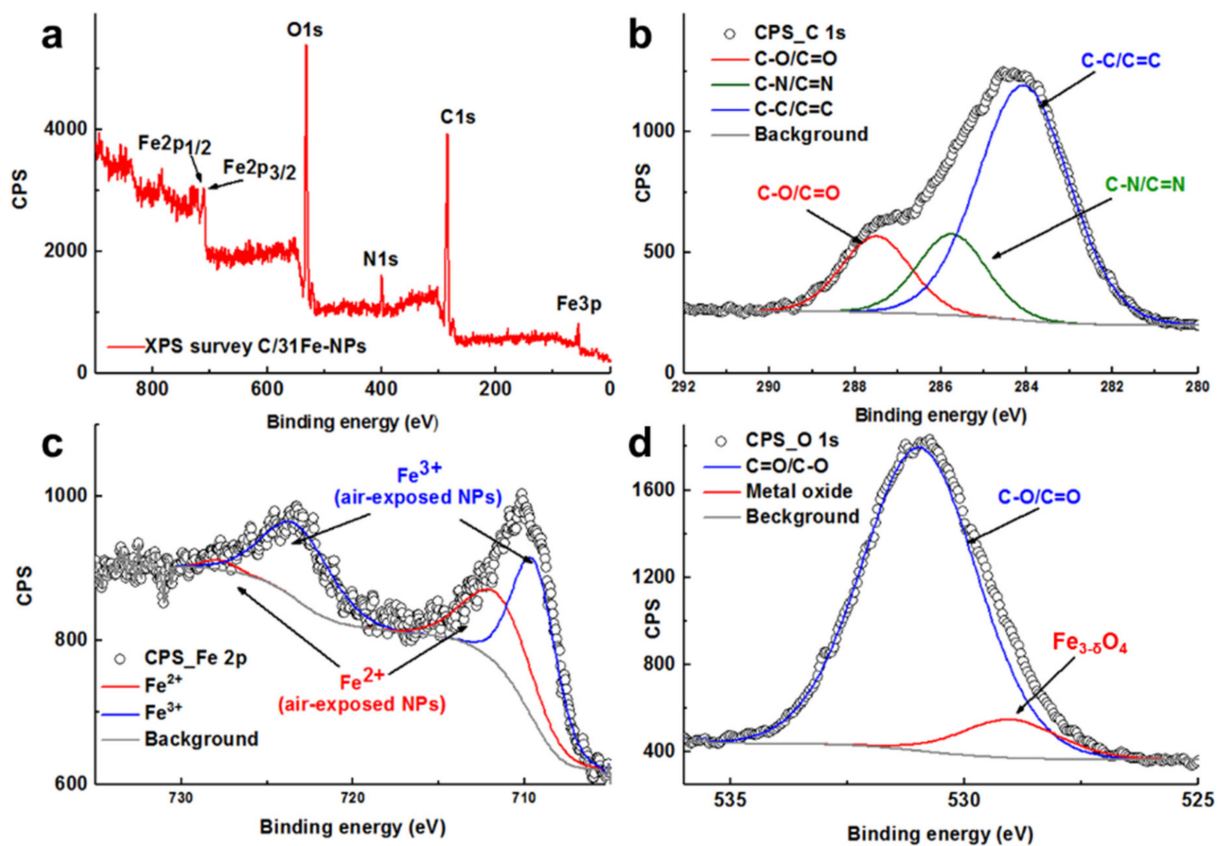 a
O1s
C1s
Fe2p1/2
Fe2p3/2
N1s
Fe3p
XPS survey C/31Fe-NPs
CPS
0
2000
4000
800
600
400
200
0
Binding energy (eV)
b
CPS_C 1s
C-O/C=O
C-N/C=N
C-C/C=C
Background
C-C/C=C
C-O/C=O
C-N/C=N
CPS
0
500
1000
292
290
288
286
284
282
280
Binding energy (eV)
c
Fe3+
(air-exposed NPs)
CPS_Fe 2p
Fe2+
Fe3+
Background
Fe2+
(air-exposed NPs)
CPS
600
800
1000
730
720
710
Binding energy (eV)
d
CPS_O 1s
C=O/C-O
Metal oxide
Beckground
C-O/C=O
Fe3-δO4
CPS
400
800
1200
1600
535
530
525
Binding energy (eV)